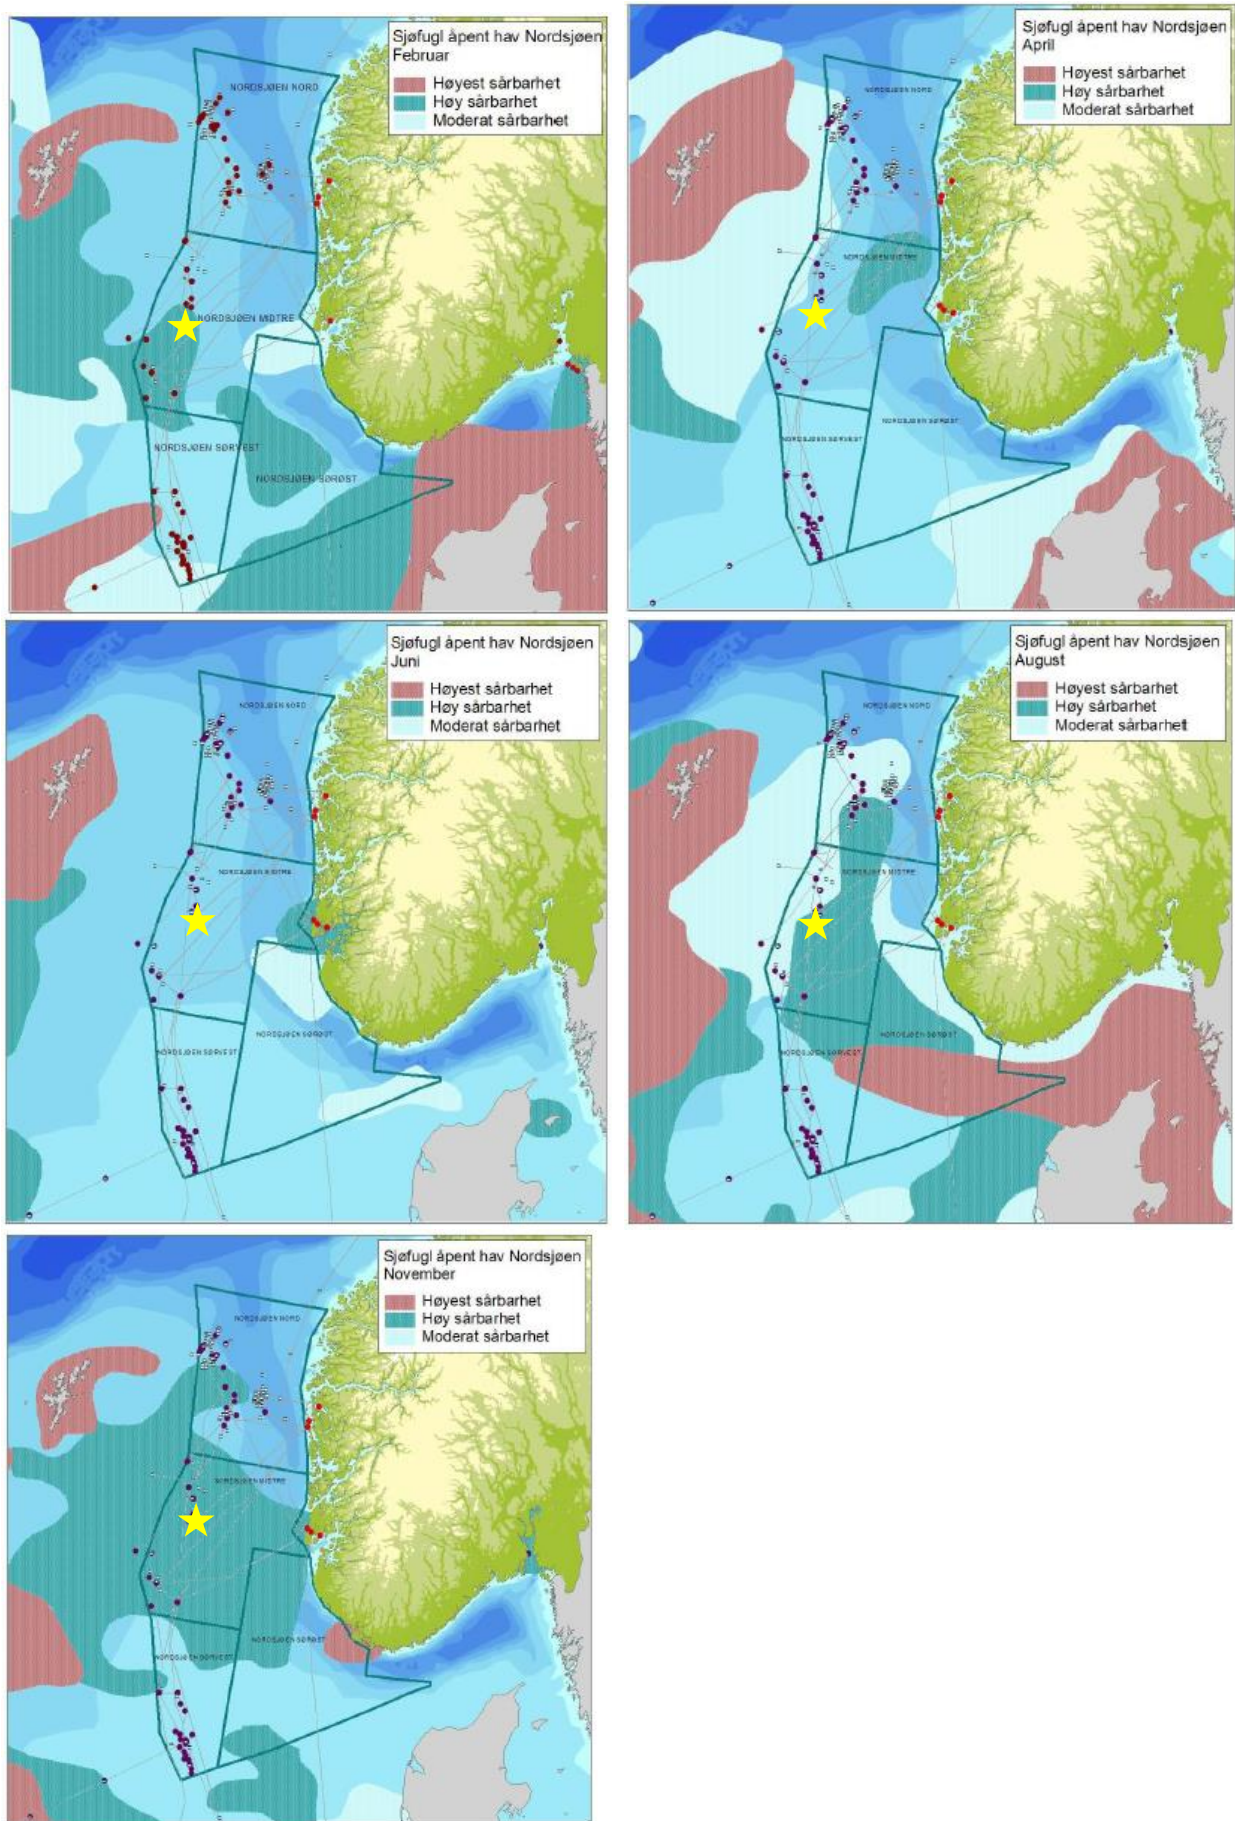 Sjøfugl åpent hav Nordsjøen
Februar
Høyest sårbarhet
Høy sårbarhet
Moderat sårbarhet
NORDSJØEN NORD
NORDSJØEN MIDTRE
NORDSJØEN SØRVEST
NORDSJØEN SØRØST
Sjøfugl åpent hav Nordsjøen
April
Høyest sårbarhet
Høy sårbarhet
Moderat sårbarhet
NORDSJØEN NORD
NORDSJØEN MIDTRE
NORDSJØEN SØRVEST
NORDSJØEN SØRØST
Sjøfugl åpent hav Nordsjøen
Juni
Høyest sårbarhet
Høy sårbarhet
Moderat sårbarhet
NORDSJØEN NORD
NORDSJØEN MIDTRE
NORDSJØEN SØRVEST
NORDSJØEN SØRØST
Sjøfugl åpent hav Nordsjøen
August
Høyest sårbarhet
Høy sårbarhet
Moderat sårbarhet
NORDSJØEN NORD
NORDSJØEN MIDTRE
NORDSJØEN SØRVEST
NORDSJØEN SØRØST
Sjøfugl åpent hav Nordsjøen
November
Høyest sårbarhet
Høy sårbarhet
Moderat sårbarhet
NORDSJØEN NORD
NORDSJØEN MIDTRE
NORDSJØEN SØRVEST
NORDSJØEN SØRØST